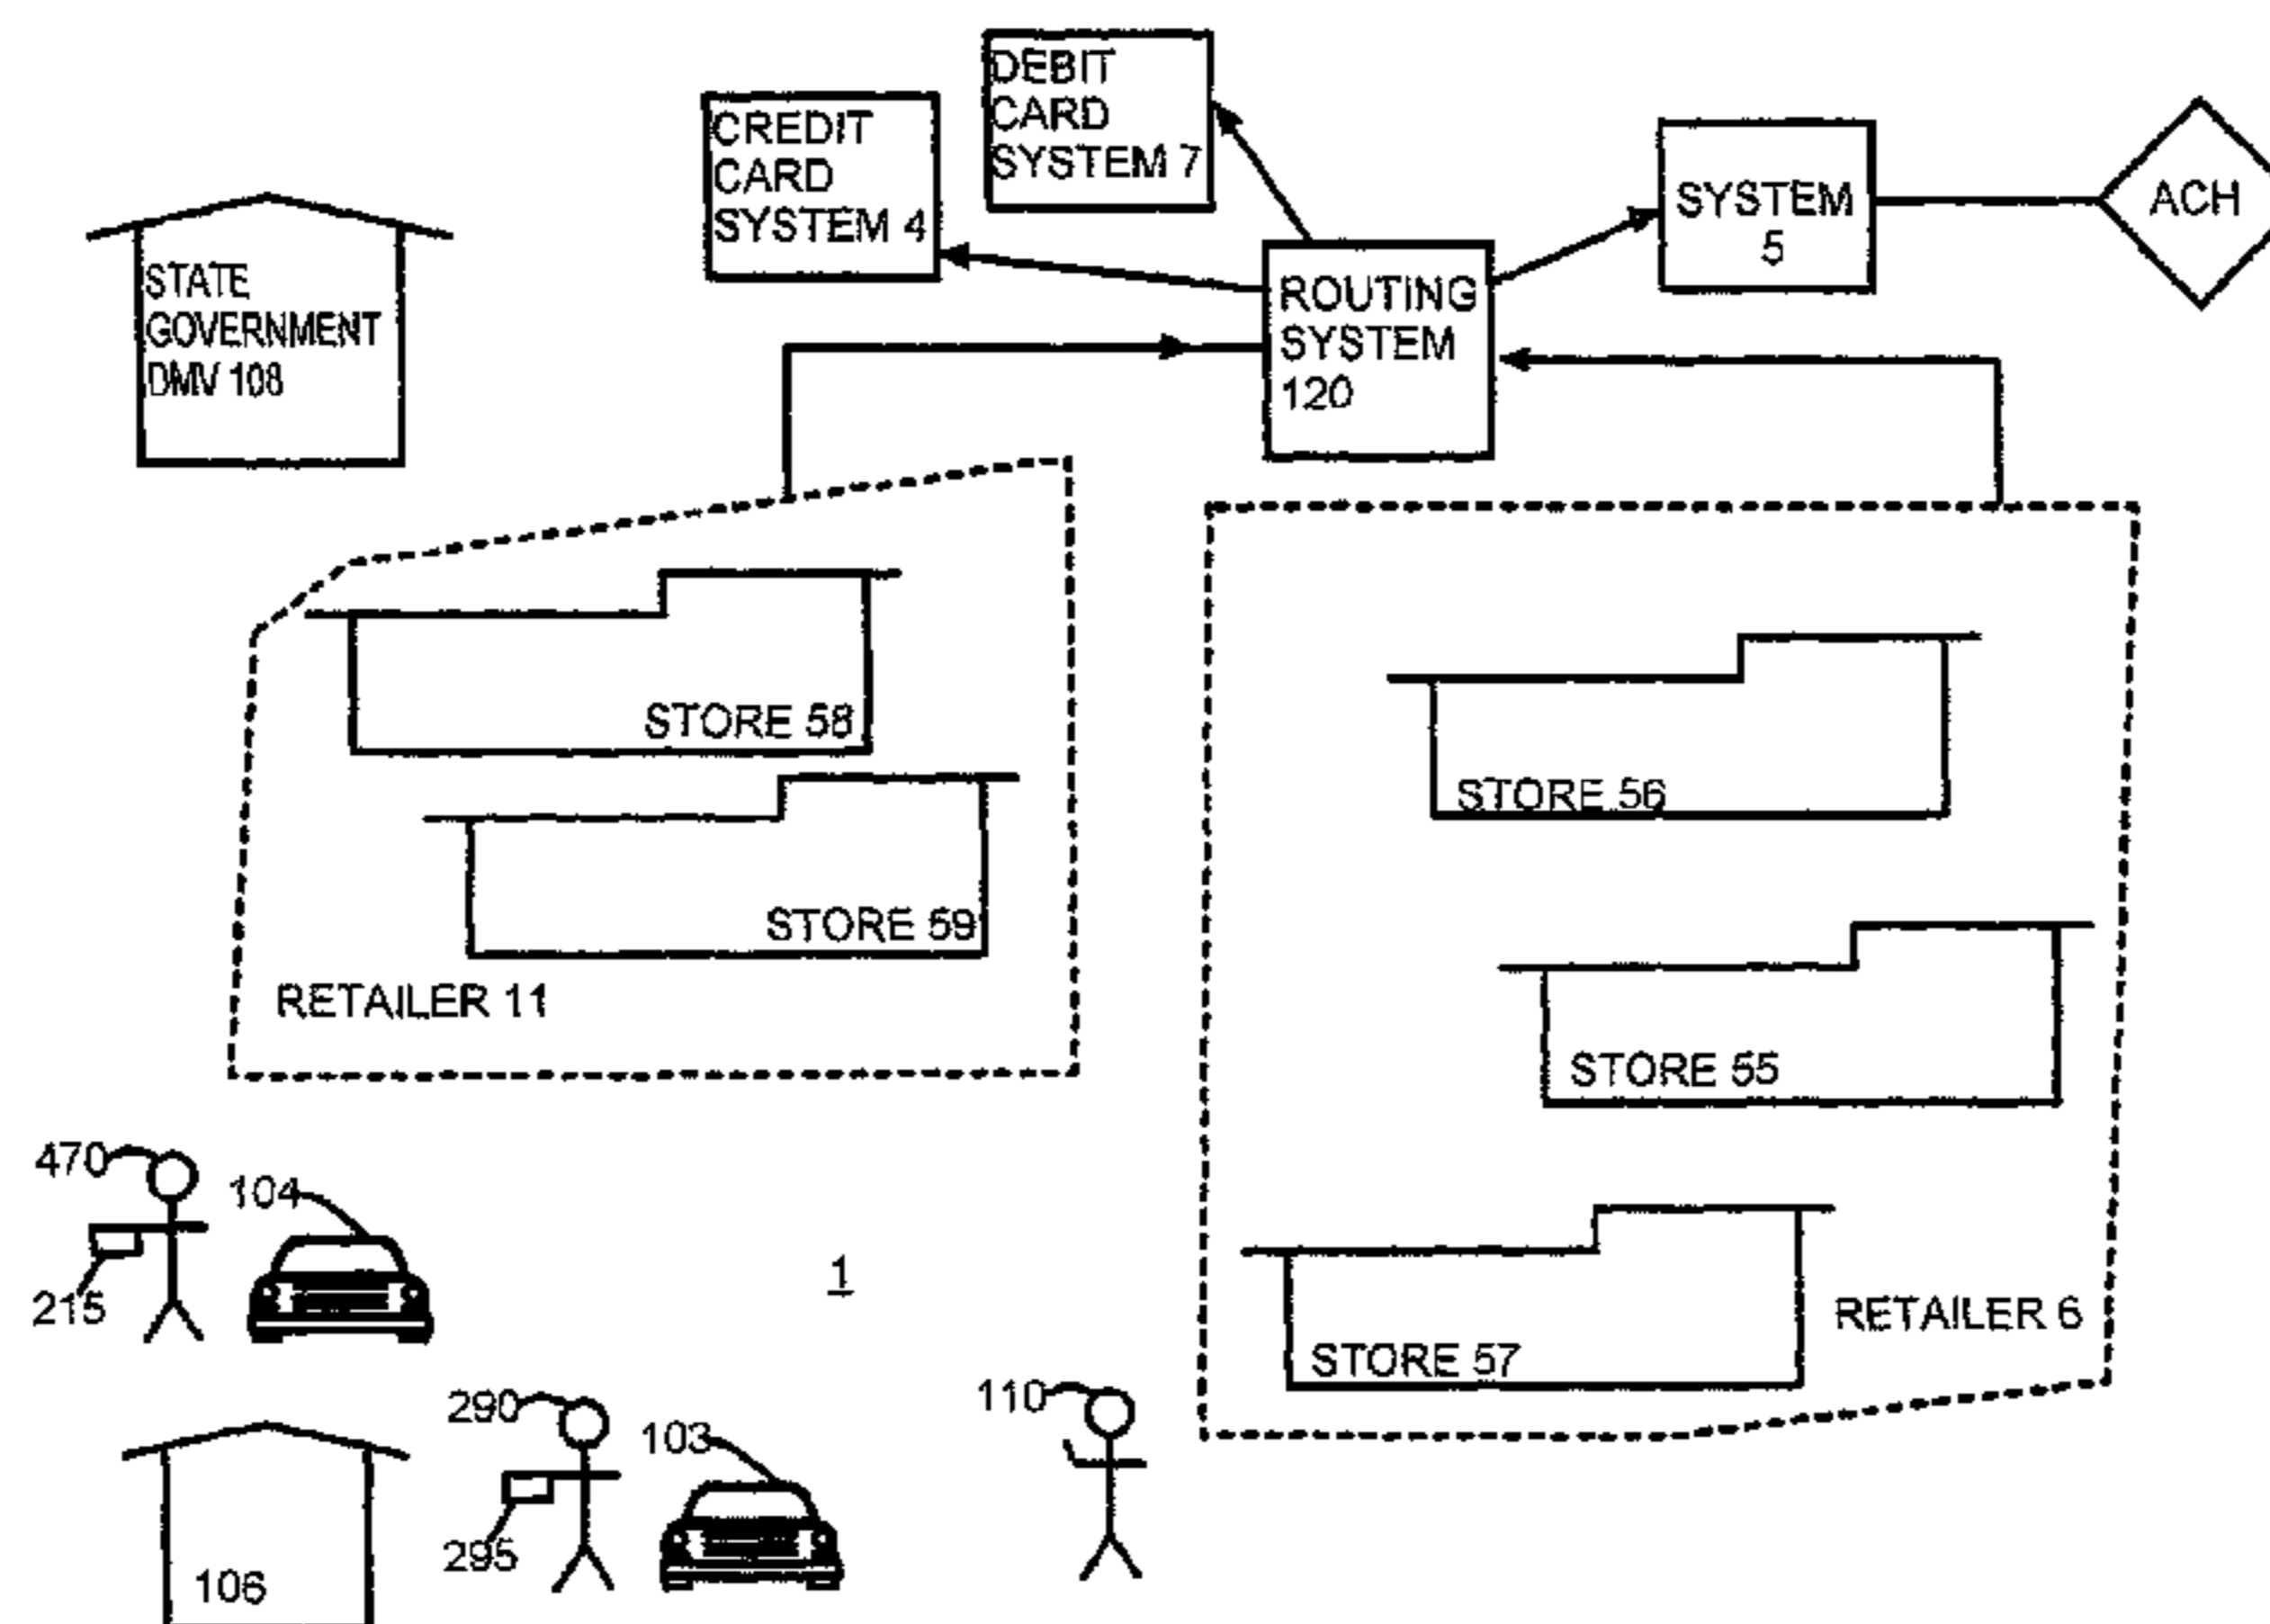 DEBIT
CARD
SYSTEM 7
CREDIT
CARD
SYSTEM 4
SYSTEM
5
ACH
STATE
GOVERNMENT
DMV 108
ROUTING
SYSTEM
120
STORE 58
STORE 59
RETAILER 11
STORE 56
STORE 55
STORE 57
RETAILER 6
470
104
215
1
290
103
110
295
106